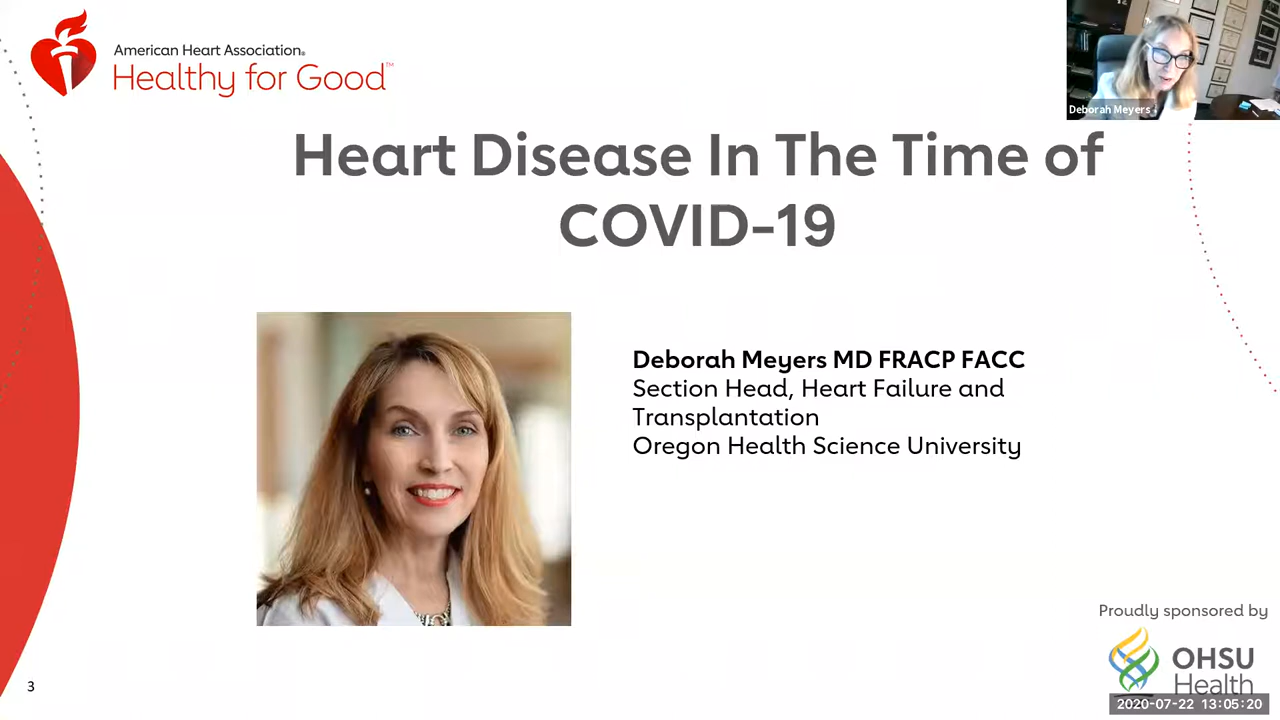 American Heart Association®
Healthy for Good™
Deborah Meyers
Heart Disease In The Time of
COVID-19
Deborah Meyers MD FRACP FACC
Section Head, Heart Failure and
Transplantation
Oregon Health Science University
Proudly sponsored by
OHSU
Health
2020-07-22 13:05:20
3